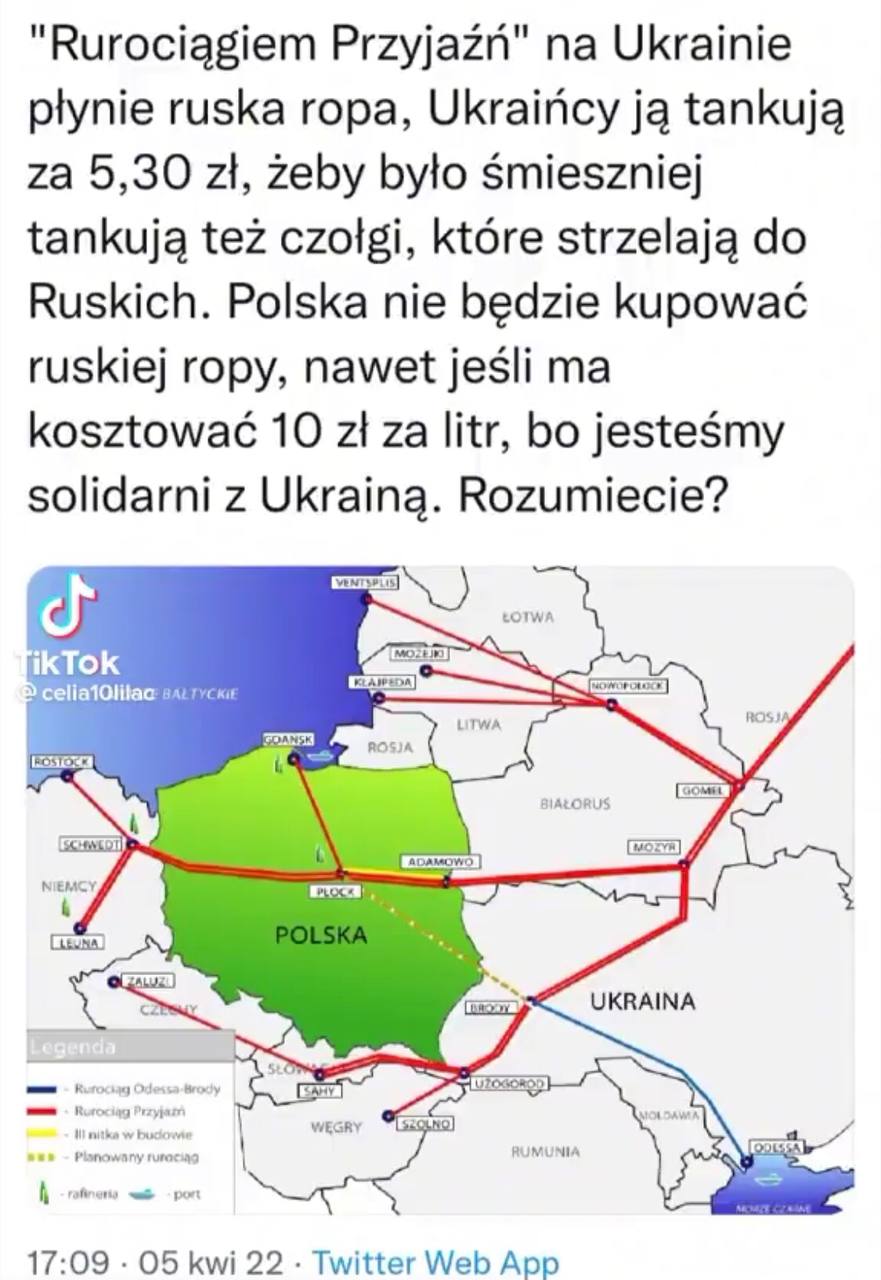 "Rurociągiem Przyjaźń" na Ukrainie
płynie ruska ropa, Ukraińcy ją tankują
za 5,30 zł, żeby było śmieszniej
tankują też czołgi, które strzelają do
Ruskich. Polska nie będzie kupować
ruskiej ropy, nawet jeśli ma
kosztować 10 zł za litr, bo jesteśmy
solidarni z Ukrainą. Rozumiecie?
VENTSPLIS
ŁOTWA
TikTok
MOŻEJKI
@celia10lilac
BAŁTYCKIE
KŁAJPEDA
NOWOPOŁOCK
LITWA
ROSJA
GDAŃSK
ROSJA
ROSTOCK
GOMEL
BIAŁORUŚ
SCHWEDT
MOZYR
ADAMOWO
NIEMCY
PŁOCK
POLSKA
LEUNA
ZALUZI
BRODY
UKRAINA
CZECHY
Legenda
SŁOW
UŻOGOROD
SAHY
- Rurociąg Odessa-Brody
- Rurociąg Przyjaźń
WĘGRY
SZOLNO
MOŁDAWIA
- III nitka w budowie
- Planowany rurociąg
RUMUNIA
ODESSA
- rafineria
- port
MORZE CZARNE
17:09 · 05 kwi 22 · Twitter Web App